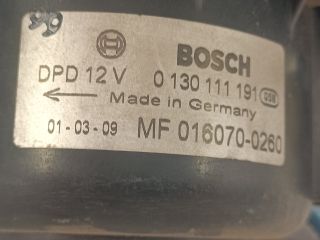 BOSCH
DPD 12 V 0 130 111 191
Made in Germany
01-03-09 MF 016070-0260